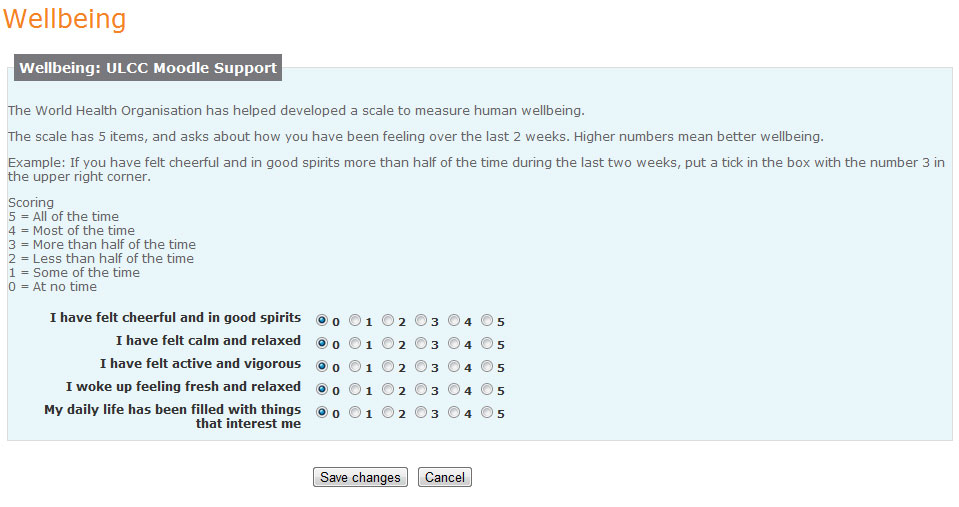 Wellbeing
Wellbeing: ULCC Moodle Support
The World Health Organisation has helped developed a scale to measure human wellbeing.
The scale has 5 items, and asks about how you have been feeling over the last 2 weeks. Higher numbers mean better wellbeing.
Example: If you have felt cheerful and in good spirits more than half of the time during the last two weeks, put a tick in the box with the number 3 in
the upper right corner.
Scoring
5 = All of the time
4 = Most of the time
3 = More than half of the time
2 = Less than half of the time
1 = Some of the time
0 = At no time
I have felt cheerful and in good spirits 0 1 2 3 4 5
I have felt calm and relaxed 0 1 2 3 4 5
I have felt active and vigorous 0 1 2 3 4 5
I woke up feeling fresh and relaxed 0 1 2 3 4 5
My daily life has been filled with things 0 1 2 3 4 5
that interest me
Save changes Cancel